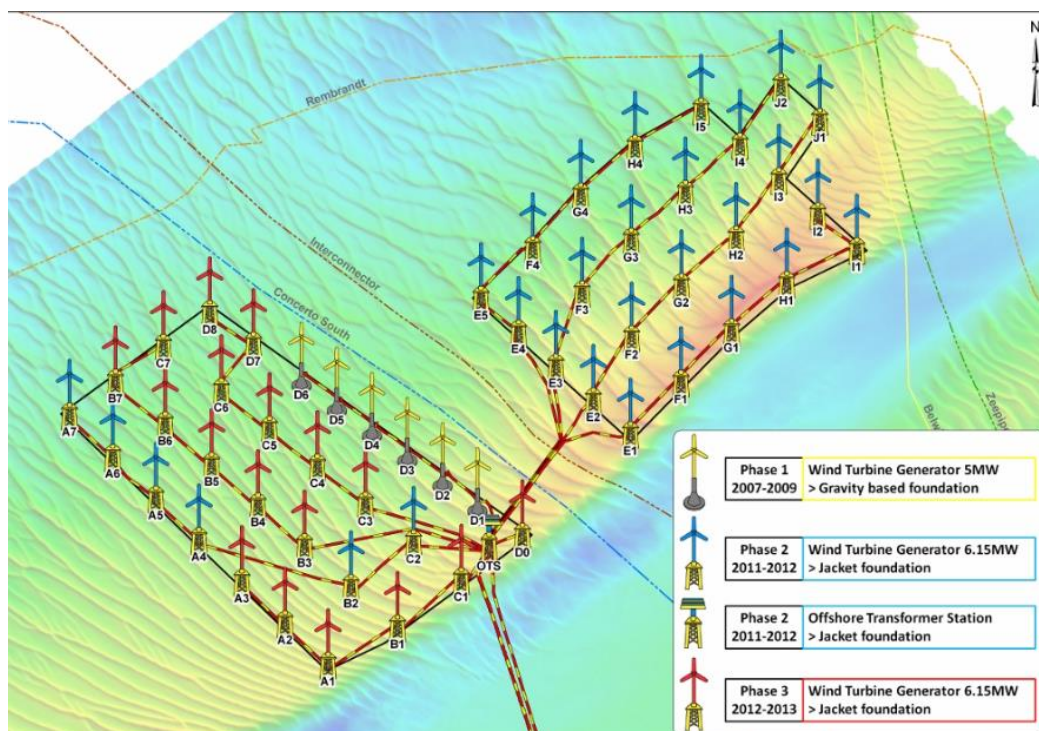 N
Rembrandt
J2
I5
J1
H4
I4
I3
G4
H3
I2
F4
G3
H2
I1
Interconnector
E5
F3
G2
H1
Concerto South
D8
E4
F2
G1
C7
D7
E3
B7
D6
F1
C6
D5
E2
A7
B6
C5
D4
E1
A6
B5
C4
D3
A5
B4
C3
D2
A4
B3
C2
D1
D0
OTS
A3
B2
C1
A2
B1
A1
Phase 1
2007-2009
Wind Turbine Generator 5MW
> Gravity based foundation
Phase 2
2011-2012
Wind Turbine Generator 6.15MW
> Jacket foundation
Phase 2
2011-2012
Offshore Transformer Station
> Jacket foundation
Phase 3
2012-2013
Wind Turbine Generator 6.15MW
> Jacket foundation